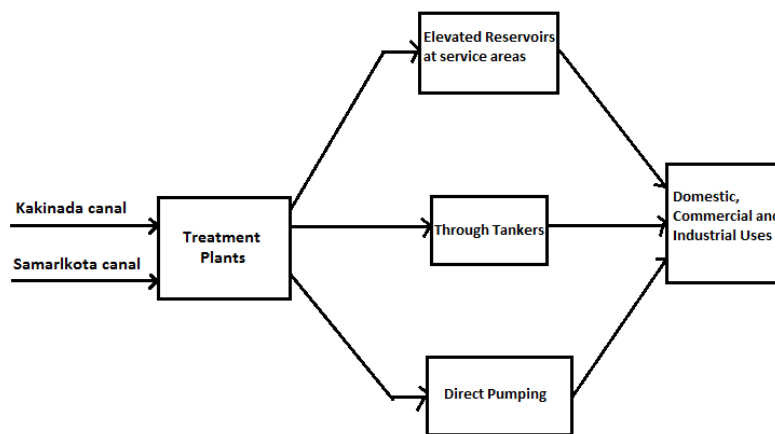 Elevated Reservoirs
at service areas
Kakinada canal
Samarlkota canal
Treatment
Plants
Through Tankers
Domestic,
Commercial and
Industrial Uses
Direct Pumping